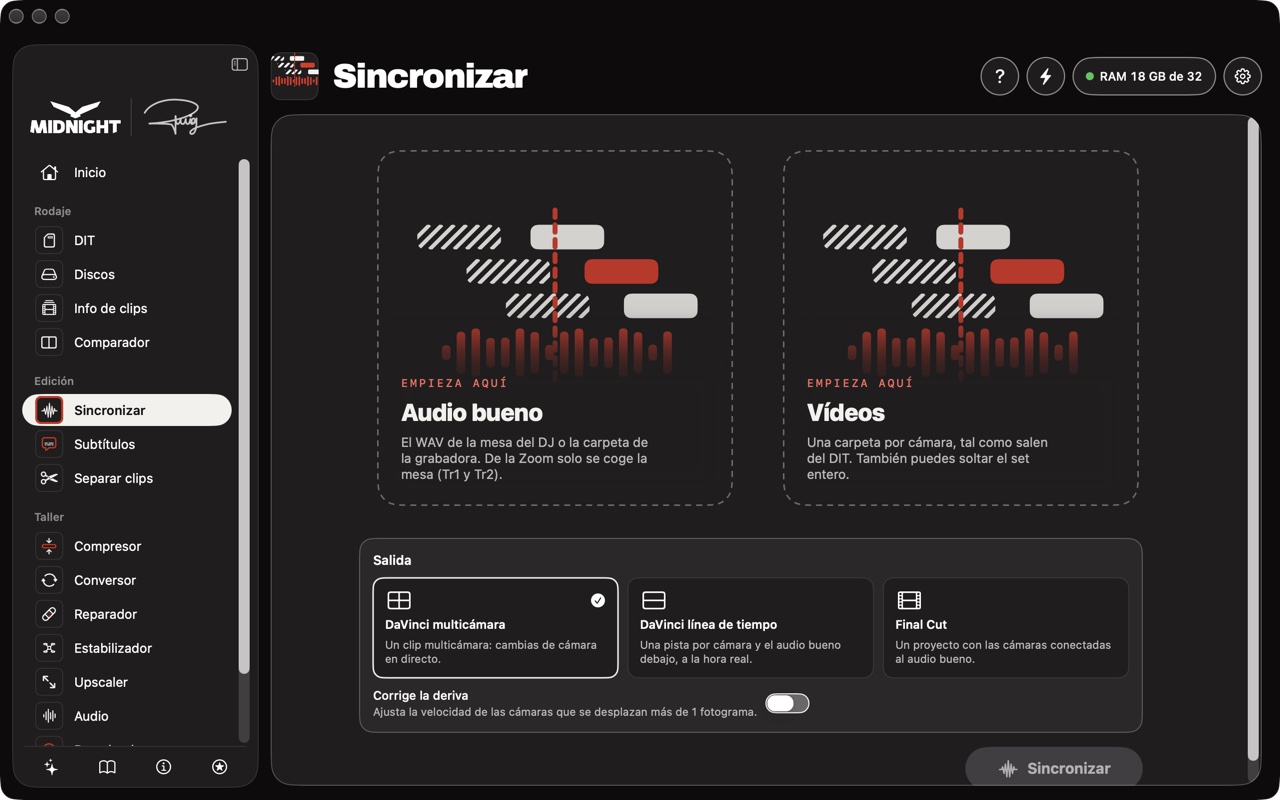 MIDNIGHT
Puig
Inicio
Rodaje
DIT
Discos
Info de clips
Comparador
Edición
Sincronizar
Subtítulos
Separar clips
Taller
Compresor
Conversor
Reparador
Estabilizador
Upscaler
Audio
Sincronizar
?
RAM 18 GB de 32
EMPIEZA AQUÍ
Audio bueno
El WAV de la mesa del DJ o la carpeta de
la grabadora. De la Zoom solo se coge la
mesa (Tr1 y Tr2).
EMPIEZA AQUÍ
Vídeos
Una carpeta por cámara, tal como salen
del DIT. También puedes soltar el set
entero.
Salida
DaVinci multicámara
Un clip multicámara: cambias de cámara
en directo.
DaVinci línea de tiempo
Una pista por cámara y el audio bueno
debajo, a la hora real.
Final Cut
Un proyecto con las cámaras conectadas
al audio bueno.
Corrige la deriva
Ajusta la velocidad de las cámaras que se desplazan más de 1 fotograma.
Sincronizar